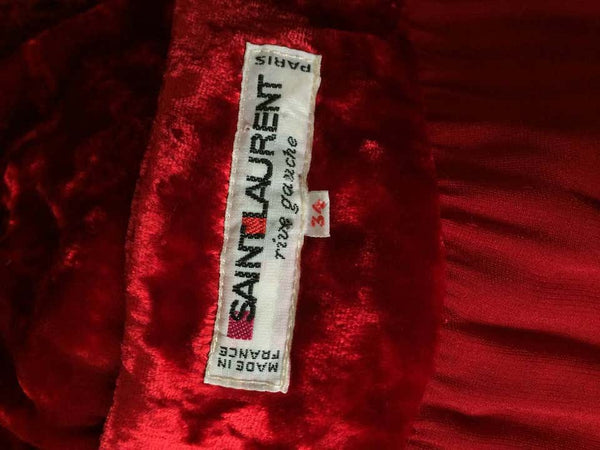 SAINT LAURENT
rive gauche
PARIS
MADE IN
FRANCE
34